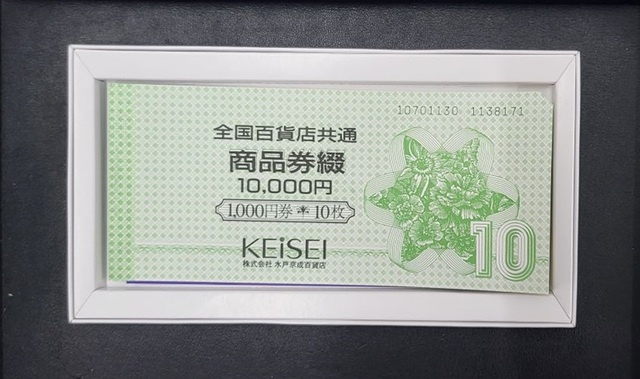 10701130 1138171
全国百貨店共通
商品券綴
10,000円
1,000円券 10枚
KEiSEI
株式会社 水戸京成百貨店
10